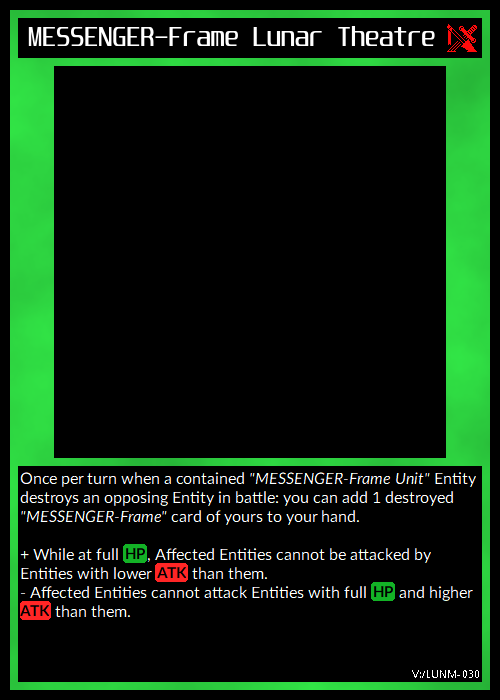 MESSENGER-Frame Lunar Theatre
Once per turn when a contained "MESSENGER-Frame Unit" Entity
destroys an opposing Entity in battle: you can add 1 destroyed
"MESSENGER-Frame" card of yours to your hand.
+ While at full HP, Affected Entities cannot be attacked by
Entities with lower ATK than them.
- Affected Entities cannot attack Entities with full HP and higher
ATK than them.
V:/LUNM-030